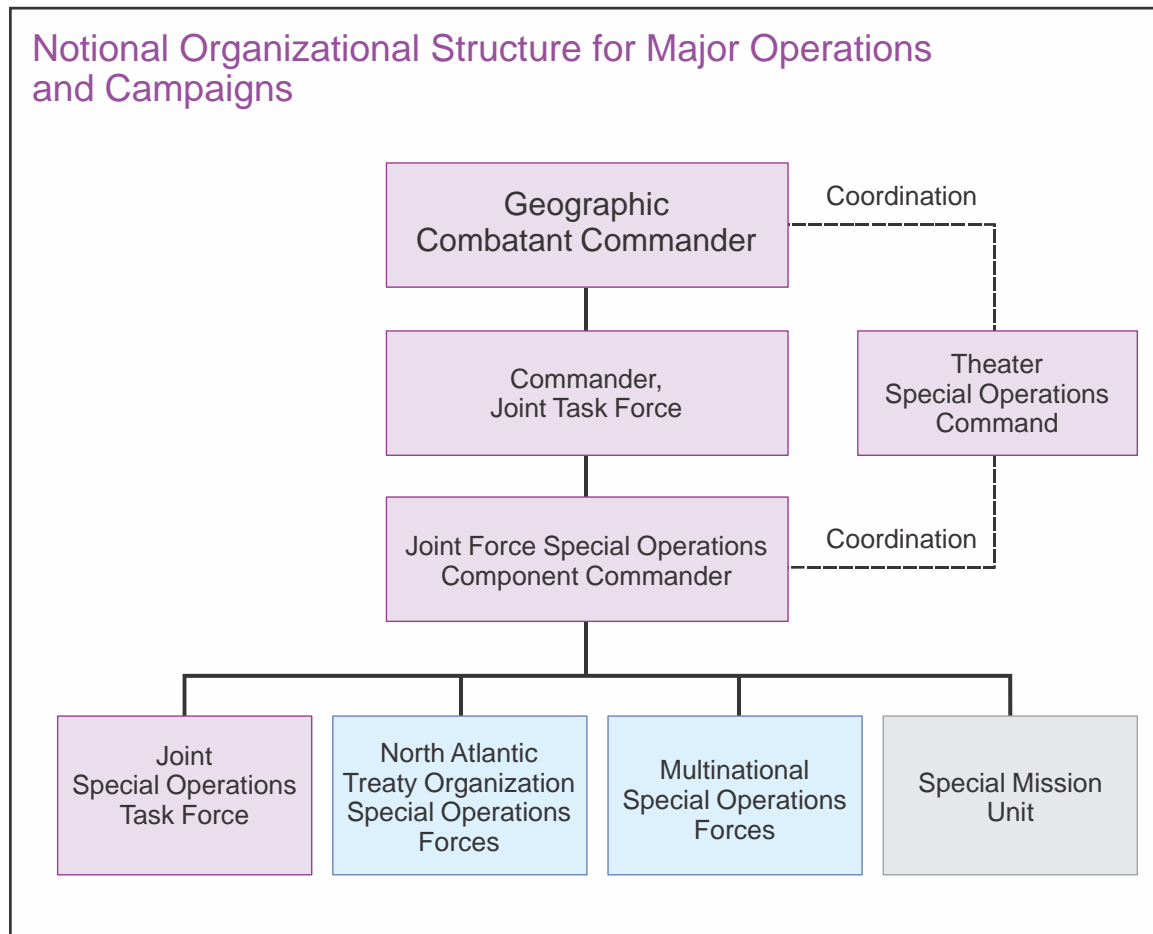 Notional Organizational Structure for Major Operations
and Campaigns
Geographic
Combatant Commander
Coordination
Commander,
Joint Task Force
Theater
Special Operations
Command
Joint Force Special Operations
Component Commander
Coordination
Joint
Special Operations
Task Force
North Atlantic
Treaty Organization
Special Operations
Forces
Multinational
Special Operations
Forces
Special Mission
Unit